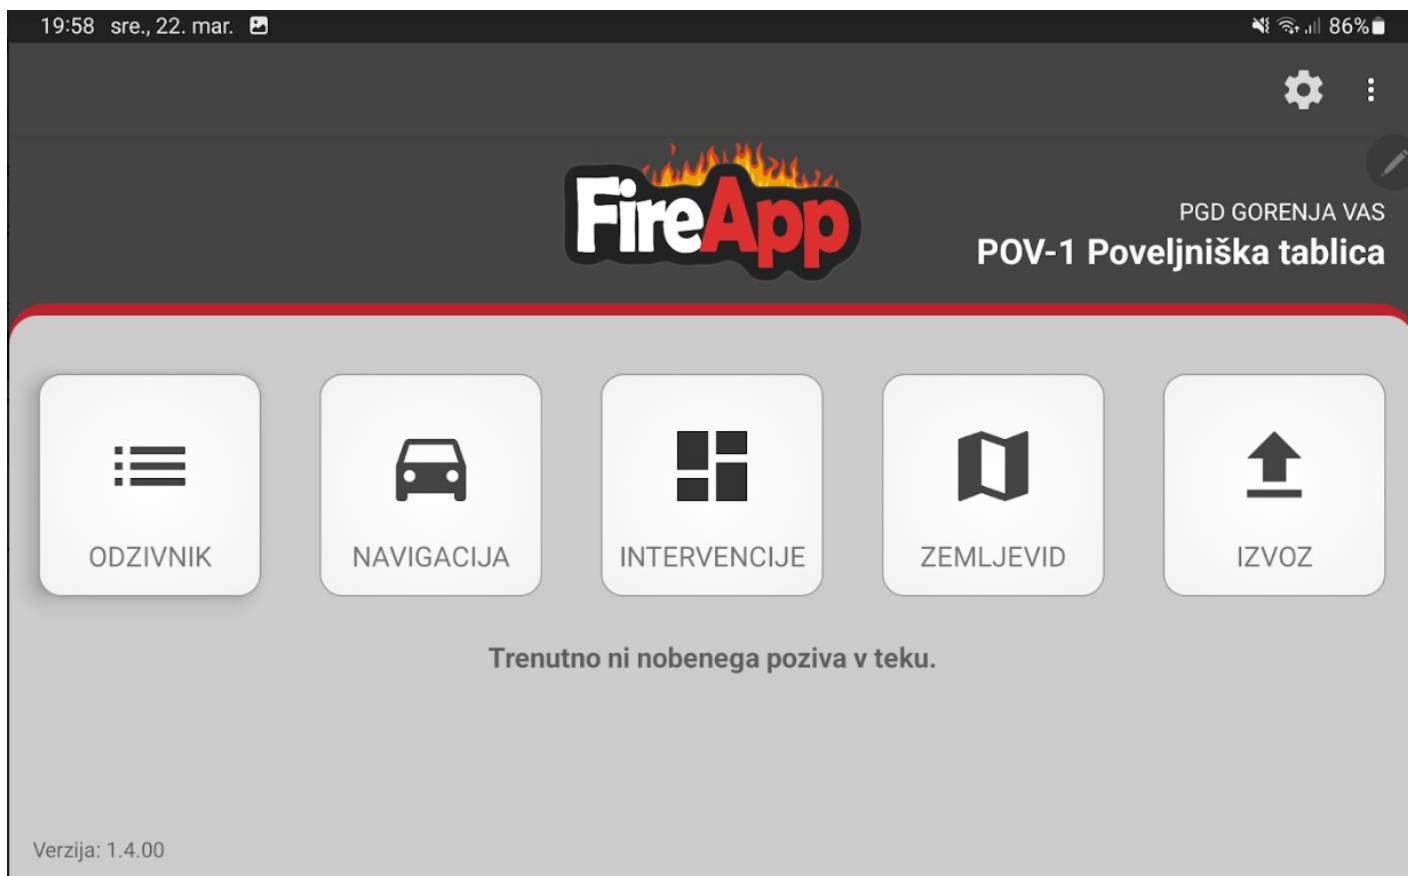 19:58 sre., 22. mar. 86%
FireApp
PGD GORENJA VAS
POV-1 Poveljniška tablica
ODZIVNIK NAVIGACIJA INTERVENCIJE ZEMLJEVID IZVOZ
Trenutno ni nobenega poziva v teku.
Verzija: 1.4.00